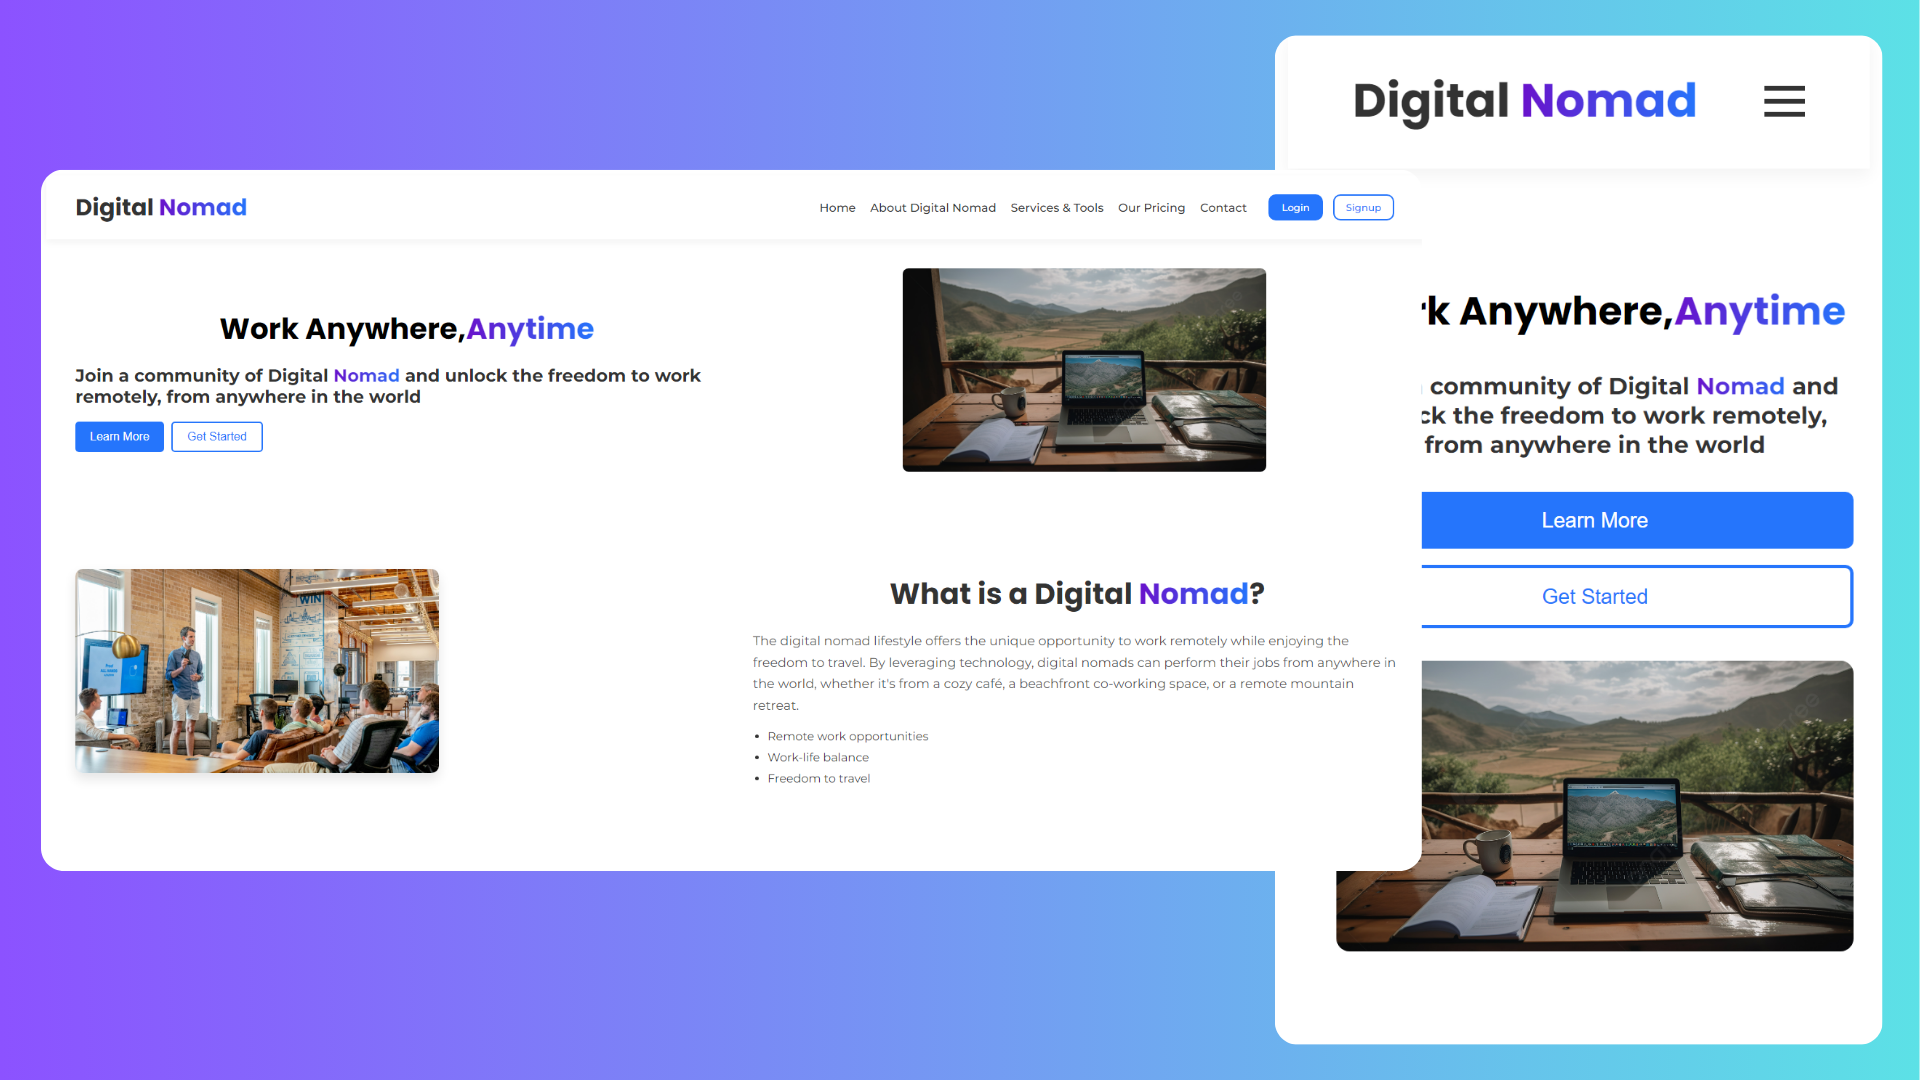 Digital Nomad
Home About Digital Nomad Services & Tools Our Pricing Contact Login Signup
Work Anywhere,Anytime
Join a community of Digital Nomad and unlock the freedom to work
remotely, from anywhere in the world
Learn More Get Started
WIN
What is a Digital Nomad?
The digital nomad lifestyle offers the unique opportunity to work remotely while enjoying the
freedom to travel. By leveraging technology, digital nomads can perform their jobs from anywhere in
the world, whether it's from a cozy café, a beachfront co-working space, or a remote mountain
retreat.
• Remote work opportunities
• Work-life balance
• Freedom to travel
Digital Nomad
Anywhere,Anytime
community of Digital Nomad and
the freedom to work remotely,
from anywhere in the world
Learn More
Get Started